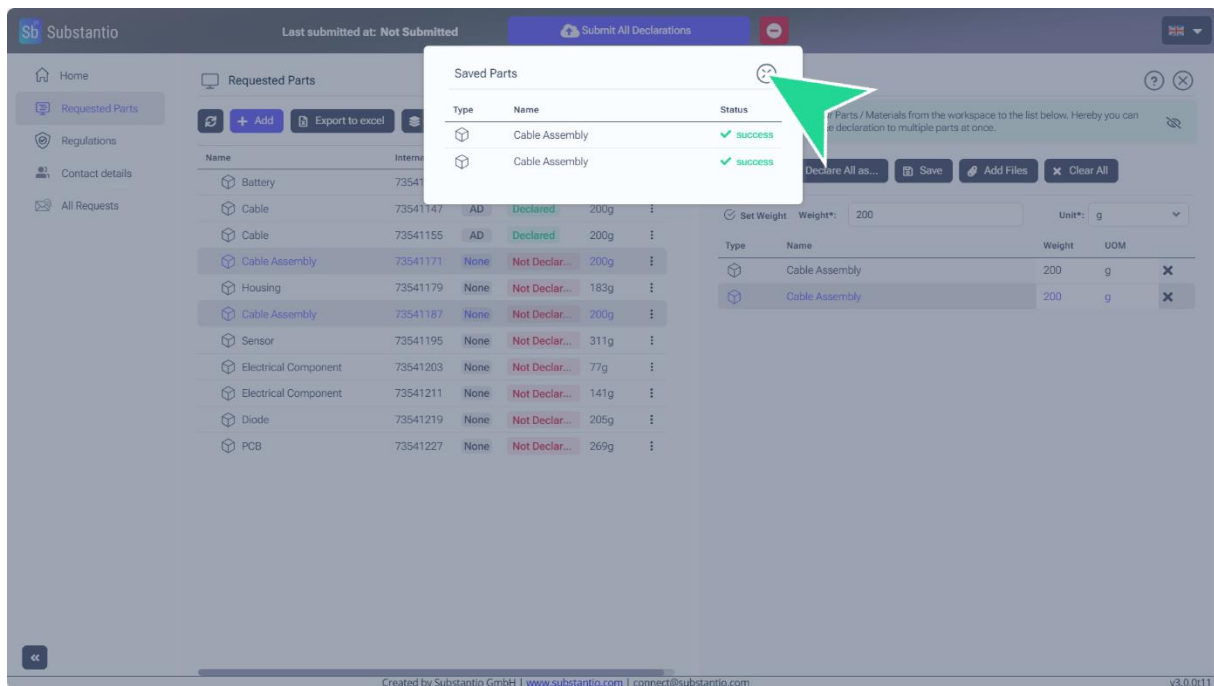 Sb Substantio
Last submitted at: Not Submitted
Submit All Declarations
Home
Requested Parts
Regulations
Contact details
All Requests
Requested Parts
Add
Export to excel
Name
Battery
Cable 73541147 AD Declared 200g
Cable 73541155 AD Declared 200g
Cable Assembly 73541171 None Not Declar... 200g
Housing 73541179 None Not Declar... 183g
Cable Assembly 73541187 None Not Declar... 200g
Sensor 73541195 None Not Declar... 311g
Electrical Component 73541203 None Not Declar... 77g
Electrical Component 73541211 None Not Declar... 141g
Diode 73541219 None Not Declar... 205g
PCB 73541227 None Not Declar... 269g
Saved Parts
Type Name Status
Cable Assembly success
Cable Assembly success
Parts / Materials from the workspace to the list below. Hereby you can
declaration to multiple parts at once.
Declare All as... Save Add Files Clear All
Set Weight Weight*: 200 Unit*: g
Type Name Weight UOM
Cable Assembly 200 g
Cable Assembly 200 g
Created by Substantio GmbH | www.substantio.com | connect@substantio.com
v3.0.0t11